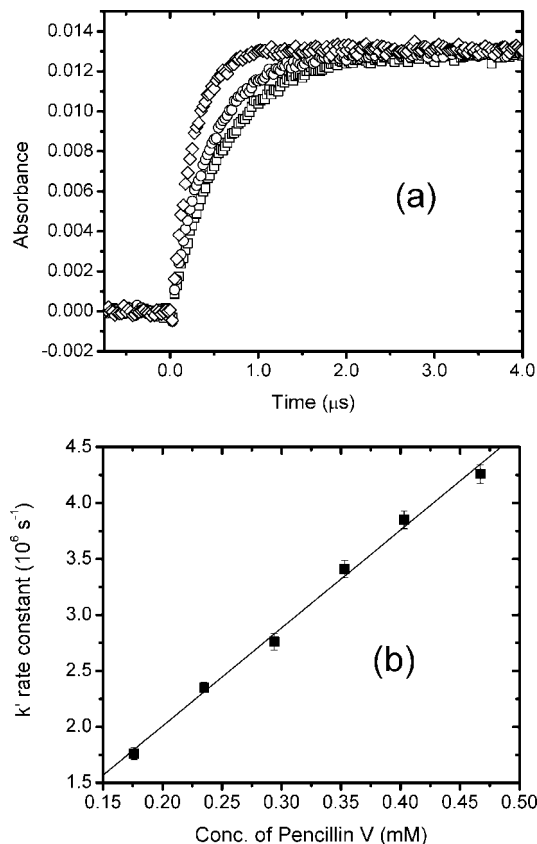 0.014
0.012
0.010
0.008
0.006
0.004
0.002
0.000
-0.002
Absorbance
(a)
0.0 1.0 2.0 3.0 4.0
Time (μs)
4.5
4.0
3.5
3.0
2.5
2.0
1.5
k' rate constant (10⁶ s⁻¹)
(b)
0.15 0.20 0.25 0.30 0.35 0.40 0.45 0.50
Conc. of Pencillin V (mM)